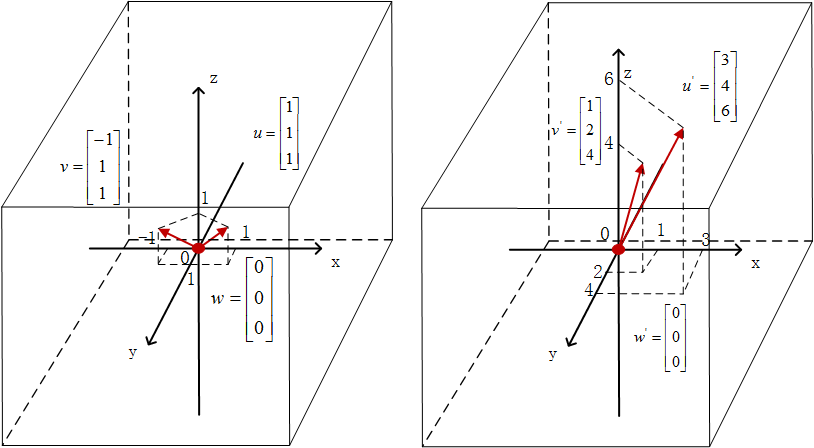 z
u = [1 1 1]
v = [−1 1 1]
1
−1
1
0
1
x
w = [0 0 0]
y
6
z
u' = [3 4 6]
v' = [1 2 4]
4
0
1
3
x
2
4
w' = [0 0 0]
y